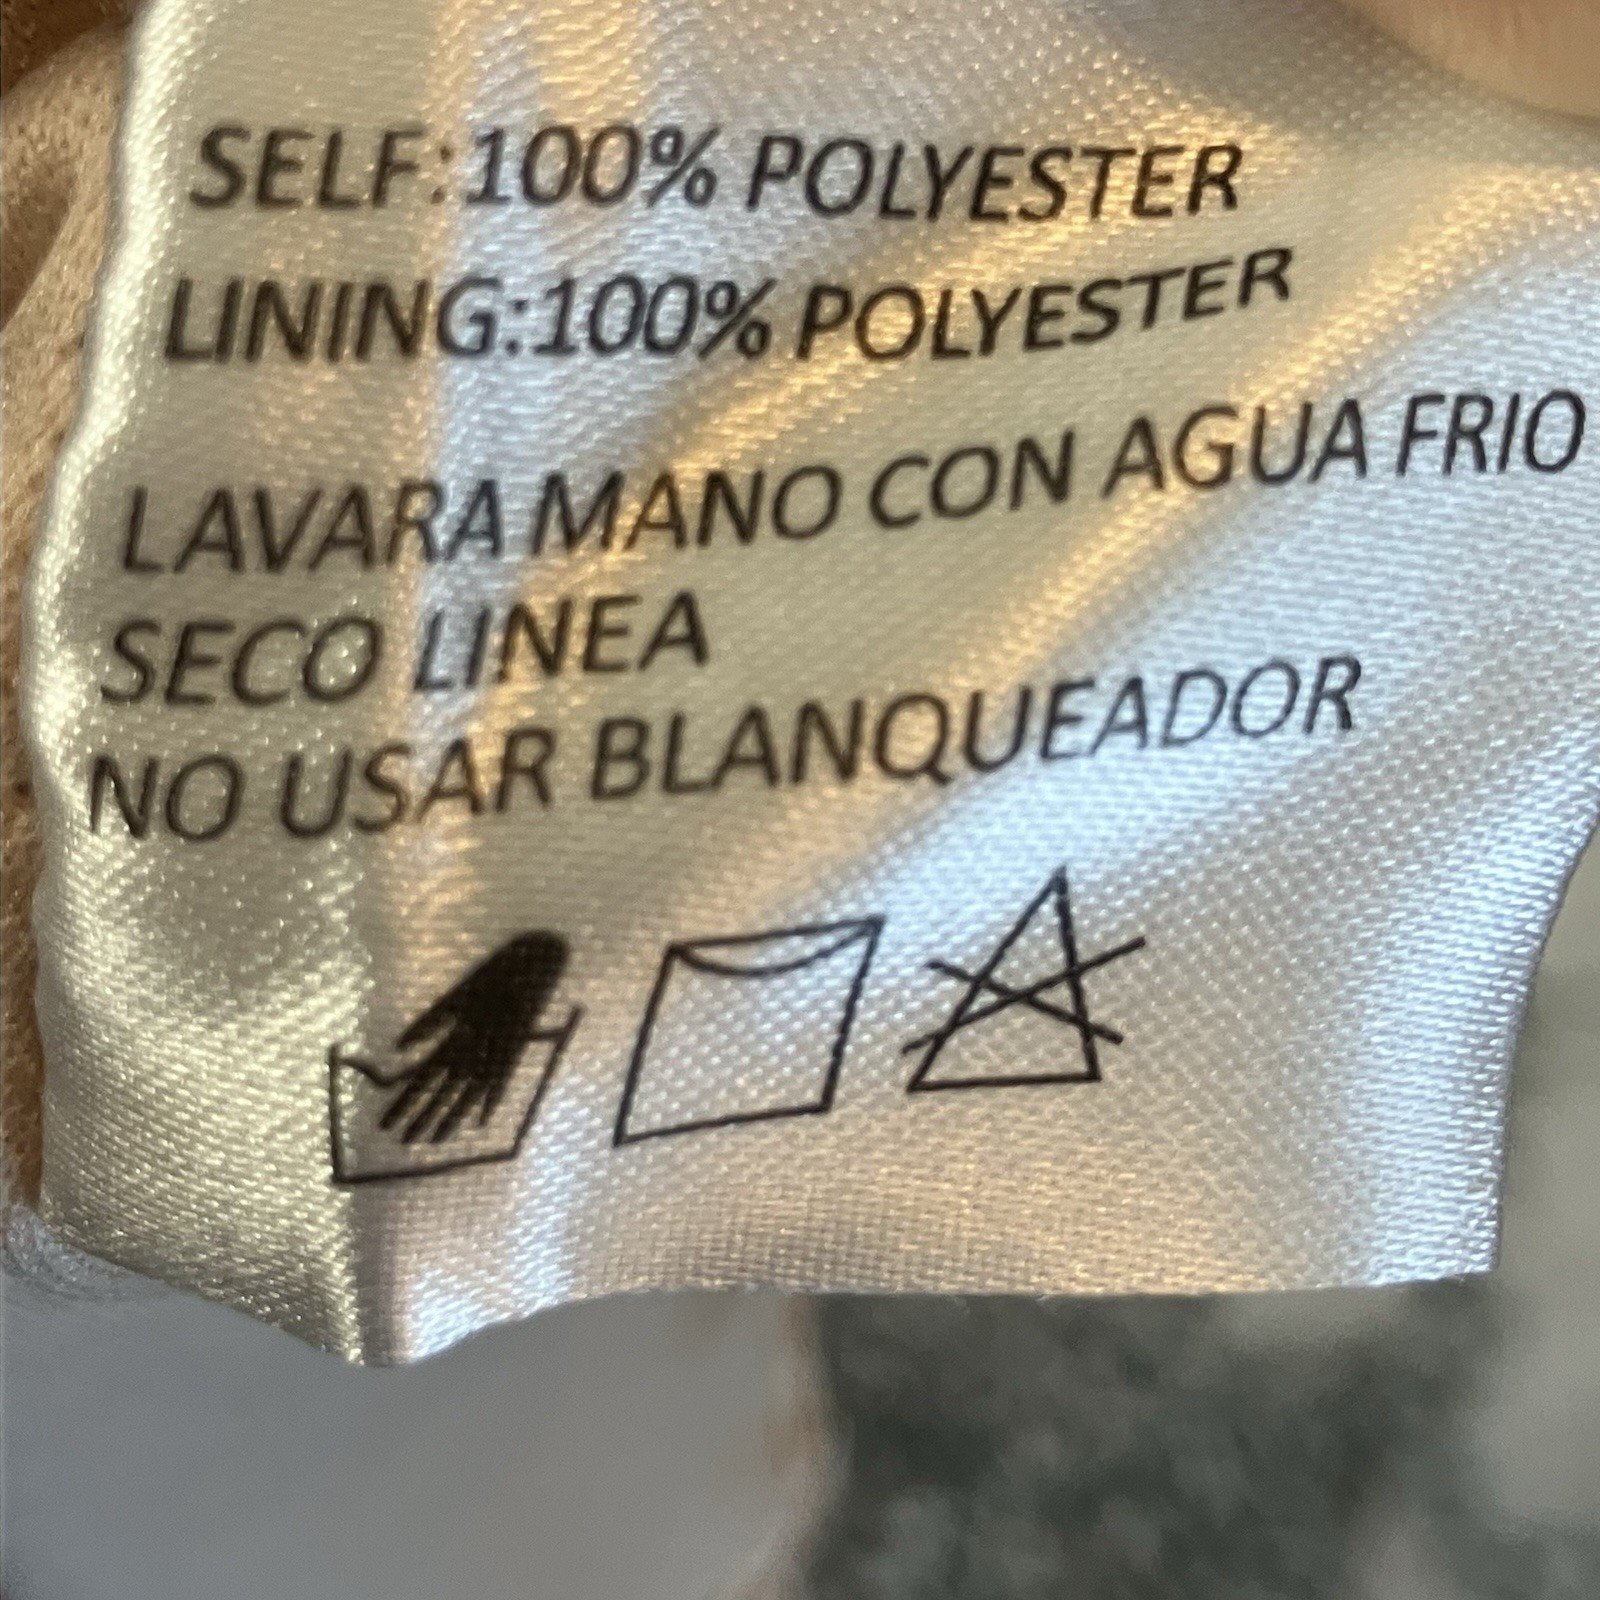 SELF:100% POLYESTER
LINING:100% POLYESTER
LAVARA MANO CON AGUA FRIO
SECO LINEA
NO USAR BLANQUEADOR